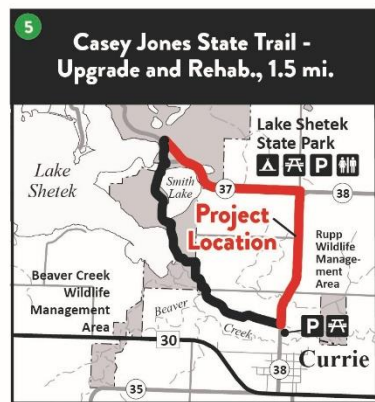 5
Casey Jones State Trail -
Upgrade and Rehab., 1.5 mi.
Lake Shetek
State Park
P
Lake
Shetek
Smith
Lake
37
38
Project
Location
Rupp
Wildlife
Manage-
ment
Area
Beaver Creek
Wildlife
Management
Area
Beaver
Creek
P
30
Currie
38
35